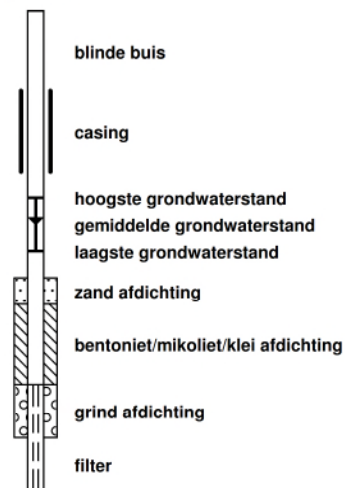 blinde buis
casing
hoogste grondwaterstand
gemiddelde grondwaterstand
laagste grondwaterstand
zand afdichting
bentoniet/mikoliet/klei afdichting
grind afdichting
filter